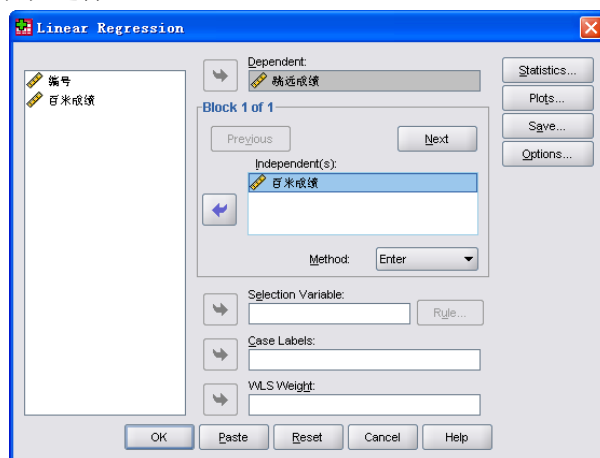 Linear Regression
编号
百米成绩
Dependent:
跳远成绩
Block 1 of 1
Previous
Next
Independent(s):
百米成绩
Method:
Enter
Selection Variable:
Rule...
Case Labels:
WLS Weight:
Statistics...
Plots...
Save...
Options...
OK
Paste
Reset
Cancel
Help